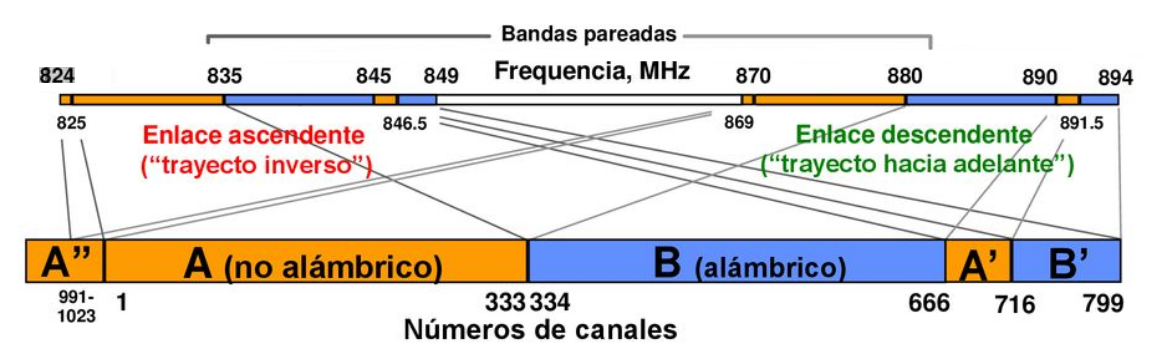 Bandas pareadas
824 835 845 849 Frequencia, MHz 870 880 890 894
825 846.5 869 891.5
Enlace ascendente
(“trayecto inverso”)
Enlace descendente
(“trayecto hacia adelante”)
A” A (no alámbrico) B (alámbrico) A’ B’
991-
1023
1 333 334 666 716 799
Números de canales